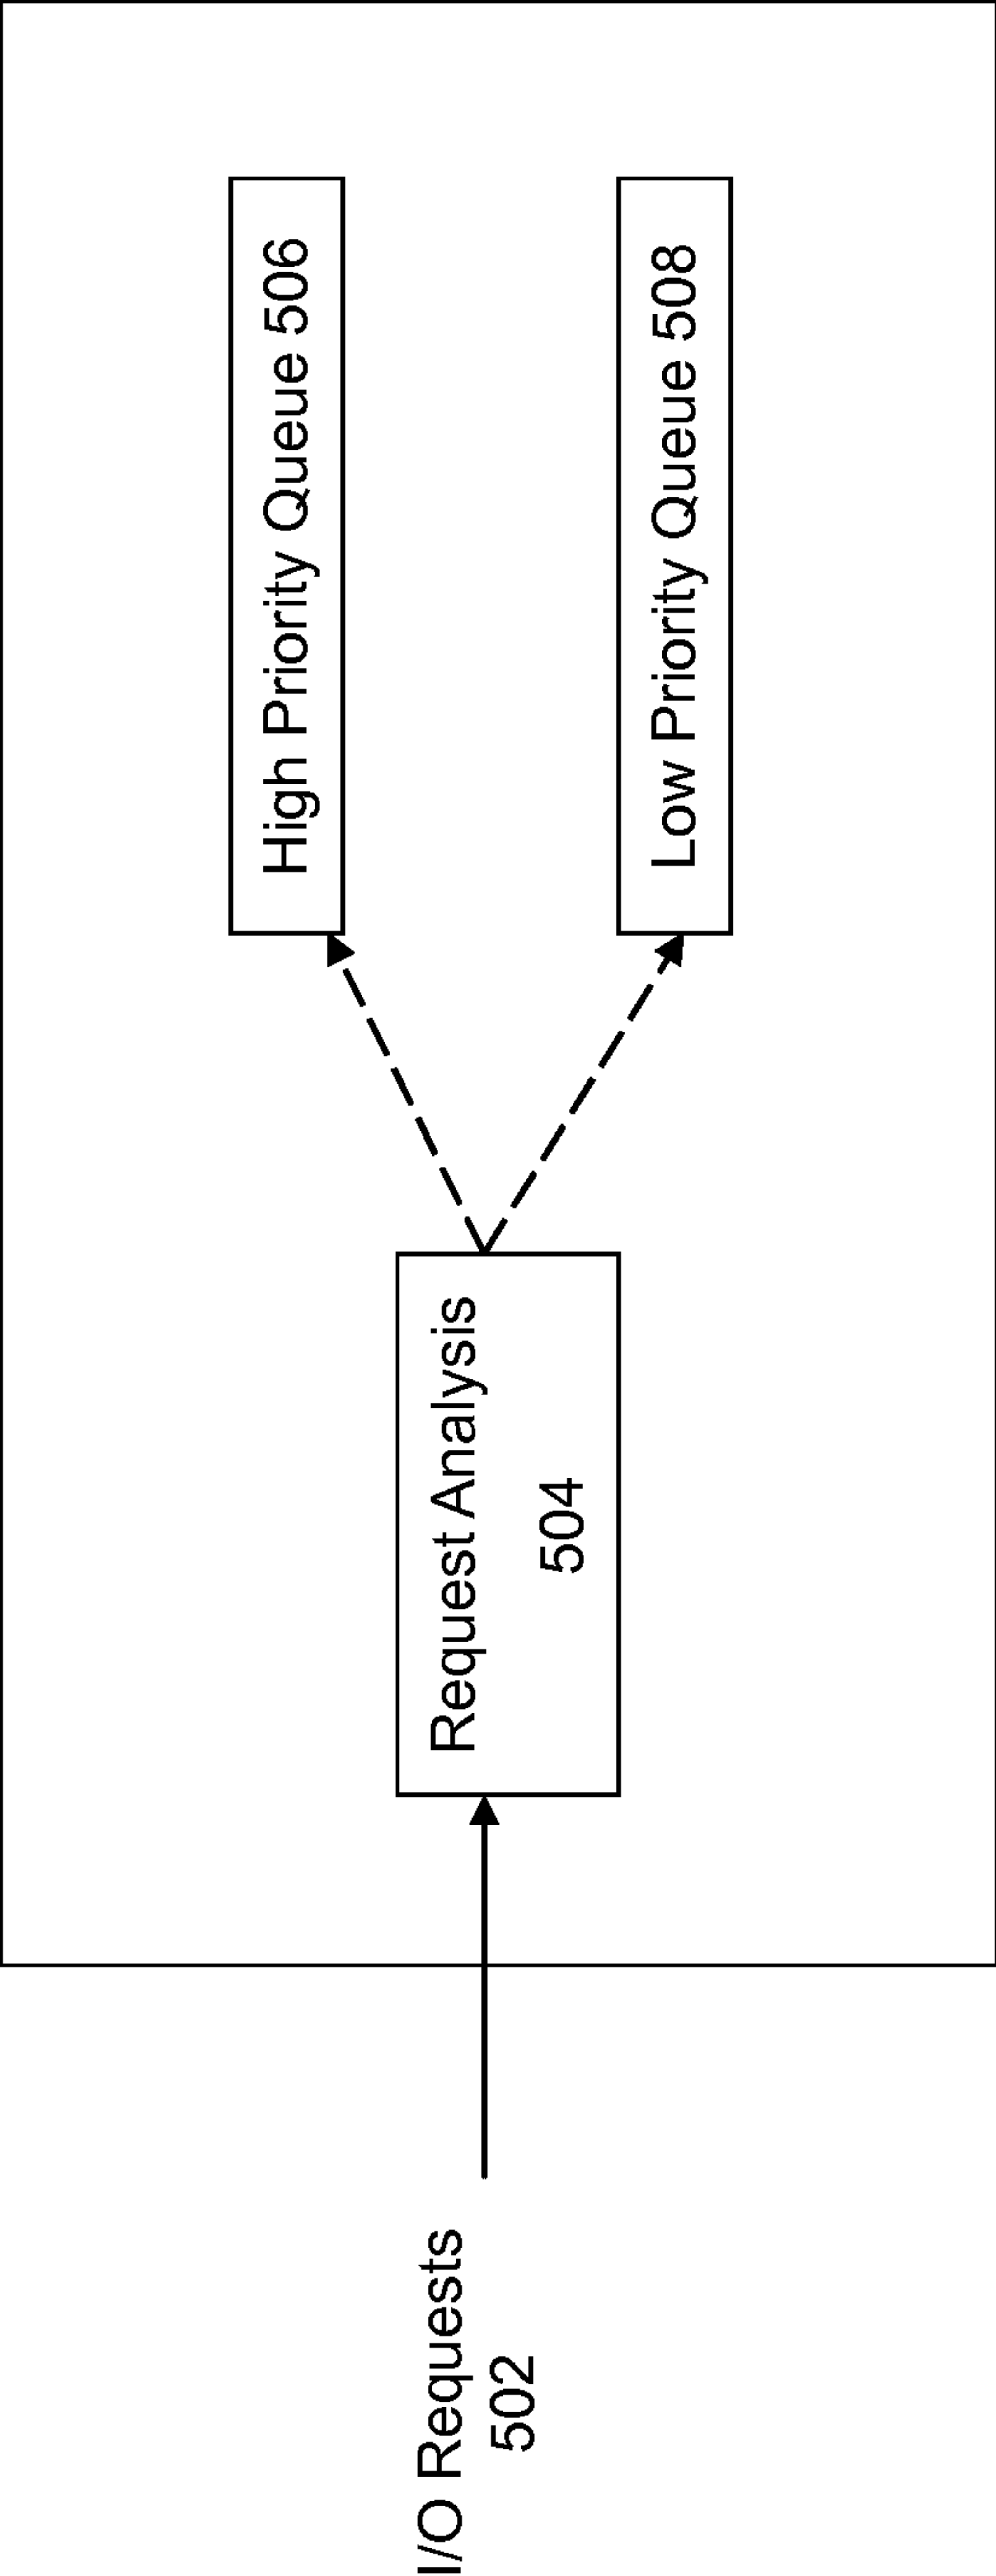 I/O Requests
502
Request Analysis
504
High Priority Queue 506
Low Priority Queue 508